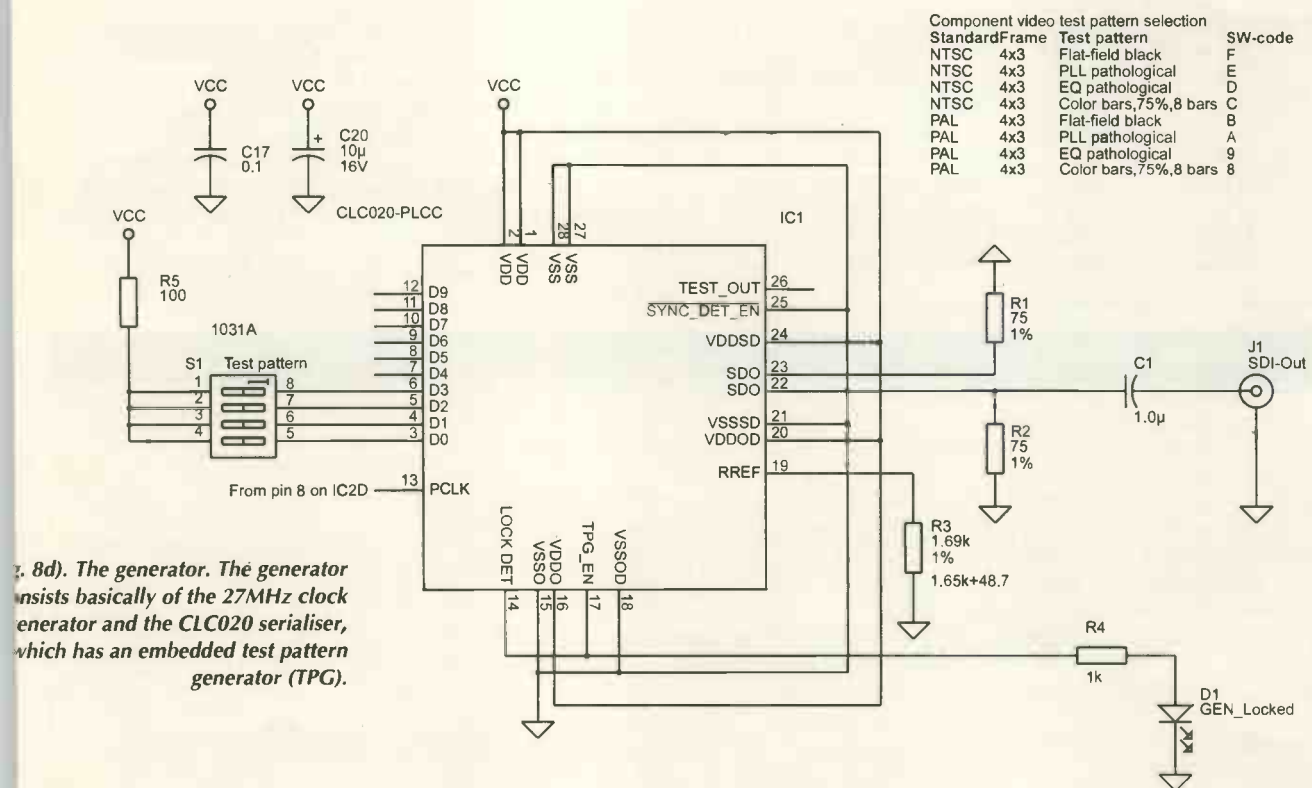 Component video test pattern selection
StandardFrame Test pattern SW-code
NTSC 4x3 Flat-field black F
NTSC 4x3 PLL pathological E
NTSC 4x3 EQ pathological D
NTSC 4x3 Color bars,75%,8 bars C
PAL 4x3 Flat-field black B
PAL 4x3 PLL pathological A
PAL 4x3 EQ pathological 9
PAL 4x3 Color bars,75%,8 bars 8
VCC
C17
0.1
VCC
C20
10µ
16V
+
VCC
CLC020-PLCC
IC1
VCC
R5
100
1031A
S1 Test pattern
1 8
2 7
3 6
4 5
2 VDD
1 VDD
28 VSS
27 VSS
12 D9
11 D8
10 D7
9 D6
8 D5
7 D4
6 D3
5 D2
4 D1
3 D0
From pin 8 on IC2D 13 PCLK
TEST_OUT 26
SYNC_DET_EN 25
VDDSD 24
SDO 23
SDO 22
VSSSD 21
VDDOD 20
RREF 19
LOCK DET 14
VSSO 15
VDDO 16
TPG_EN 17
VSSOD 18
R1
75
1%
R2
75
1%
C1
1.0µ
J1
SDI-Out
R3
1.69k
1%
1.65k+48.7
R4
1k
D1
GEN_Locked
. 8d). The generator. The generator
nsists basically of the 27MHz clock
enerator and the CLC020 serialiser,
which has an embedded test pattern
generator (TPG).